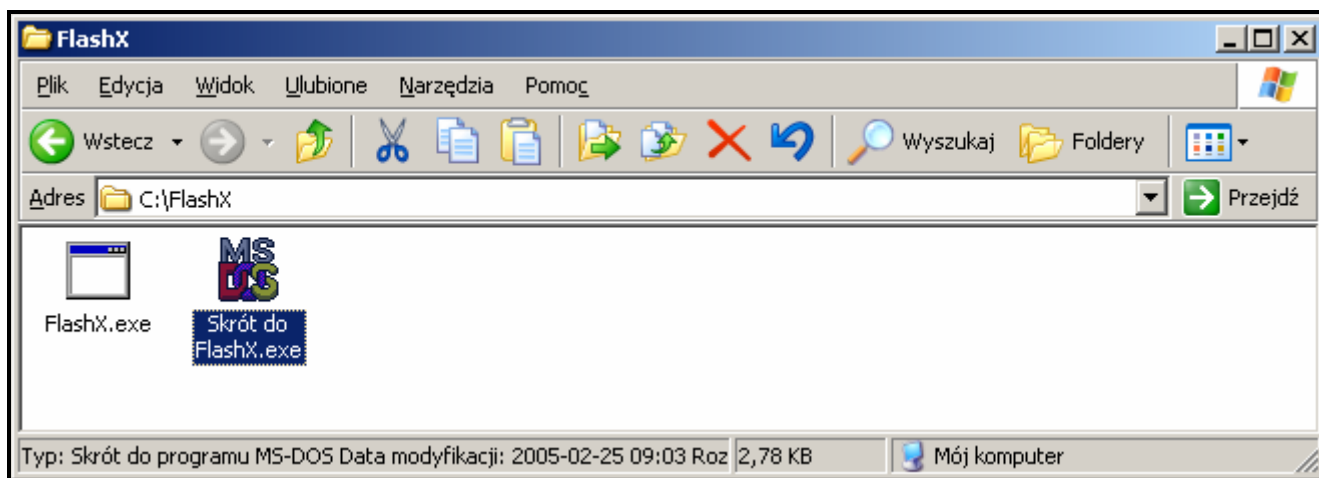 FlashX
Plik Edycja Widok Ulubione Narzędzia Pomoc
Wstecz Wyszukaj Foldery
Adres C:\FlashX Przejdź
MS
DOS
FlashX.exe
Skrót do
FlashX.exe
Typ: Skrót do programu MS-DOS Data modyfikacji: 2005-02-25 09:03 Roz 2,78 KB Mój komputer